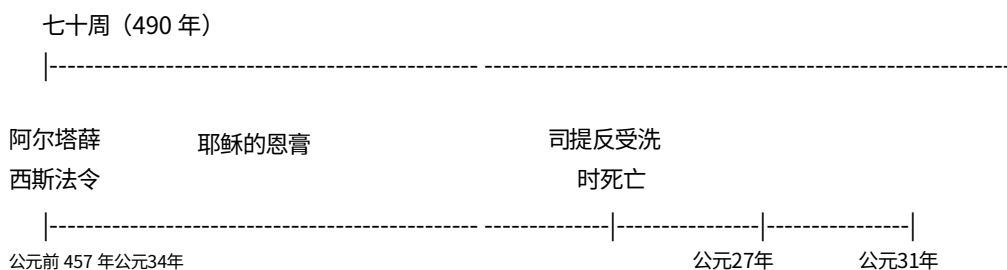 七十周（490 年）
|------------------------------------------------ -----------------------------------------------------------
阿尔塔薛 耶稣的恩膏 司提反受洗
西斯法令 时死亡
|------------------------------------------------ --------------|----------------|----------------|
公元前 457 年公元34年 公元27年 公元31年